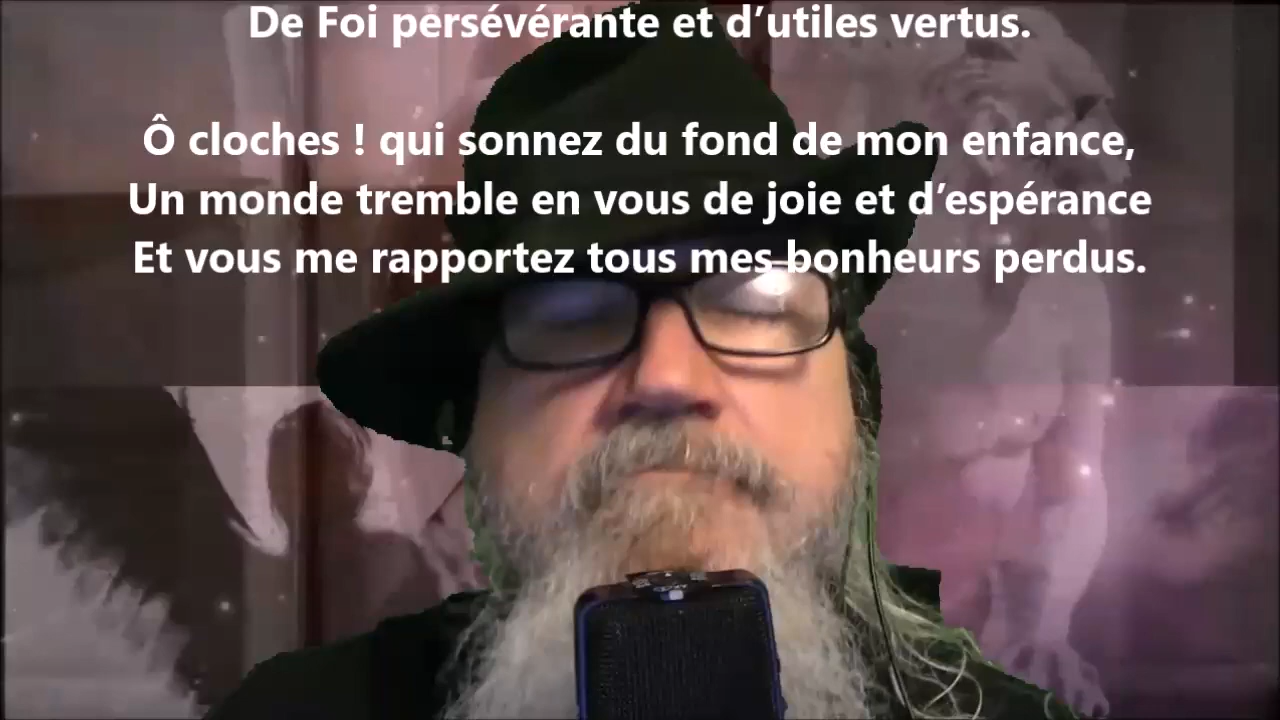 De Foi persévérante et d’utiles vertus.
Ô cloches ! qui sonnez du fond de mon enfance,
Un monde tremble en vous de joie et d’espérance
Et vous me rapportez tous mes bonheurs perdus.